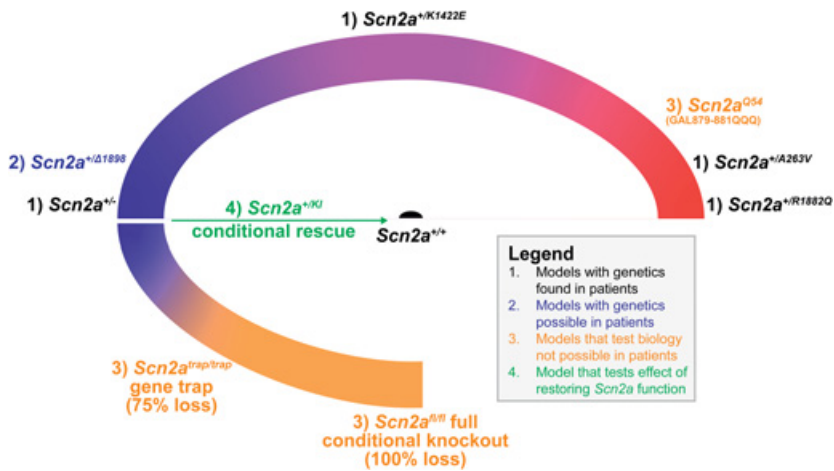 1) Scn2a+/K1422E
3) Scn2aQ54
(GAL879-881QQQ)
2) Scn2a+/Δ1898
1) Scn2a+/A263V
1) Scn2a+/-
4) Scn2a+/KI
conditional rescue
Scn2a+/+
1) Scn2a+/R1882Q
Legend
1. Models with genetics
found in patients
2. Models with genetics
possible in patients
3. Models that test biology
not possible in patients
4. Model that tests effect of
restoring Scn2a function
3) Scn2atrap/trap
gene trap
(75% loss)
3) Scn2afl/fl full
conditional knockout
(100% loss)